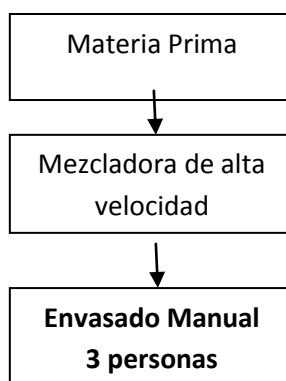 Materia Prima
Mezcladora de alta
velocidad
Envasado Manual
3 personas